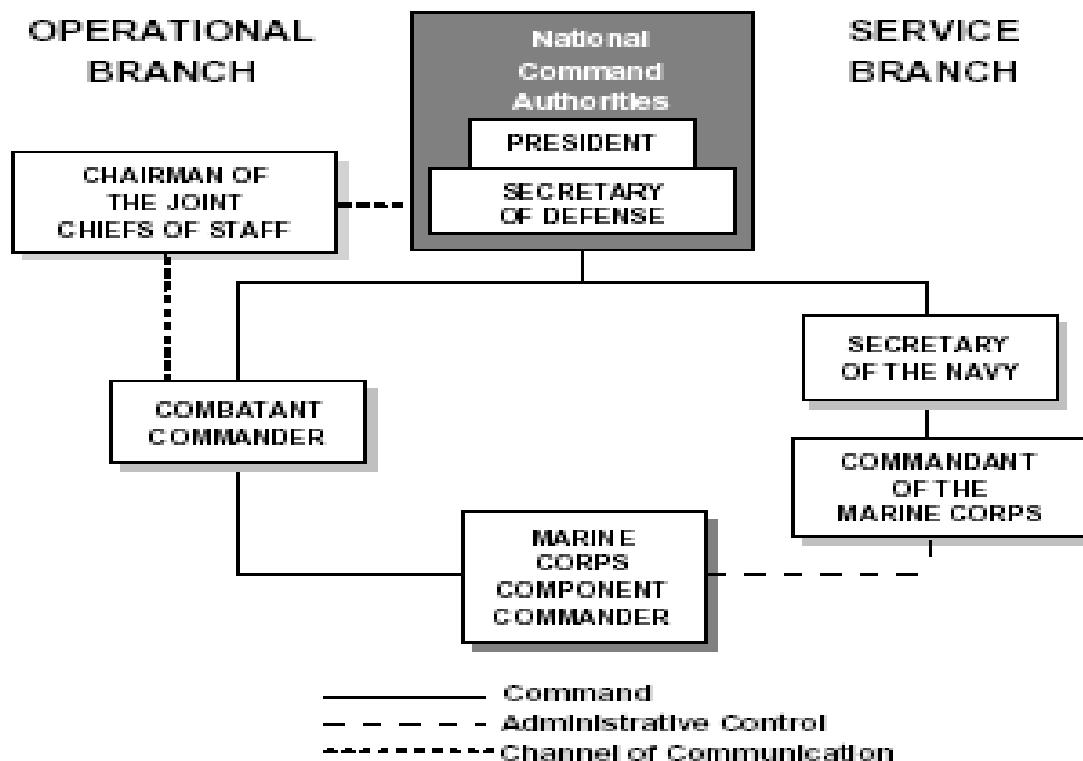 OPERATIONAL
BRANCH
National
Command
Authorities
SERVICE
BRANCH
PRESIDENT
SECRETARY
OF DEFENSE
CHAIRMAN OF
THE JOINT
CHIEFS OF STAFF
SECRETARY
OF THE NAVY
COMBATANT
COMMANDER
COMMANDANT
OF THE
MARINE CORPS
MARINE
CORPS
COMPONENT
COMMANDER
Command
Administrative Control
Channel of Communication